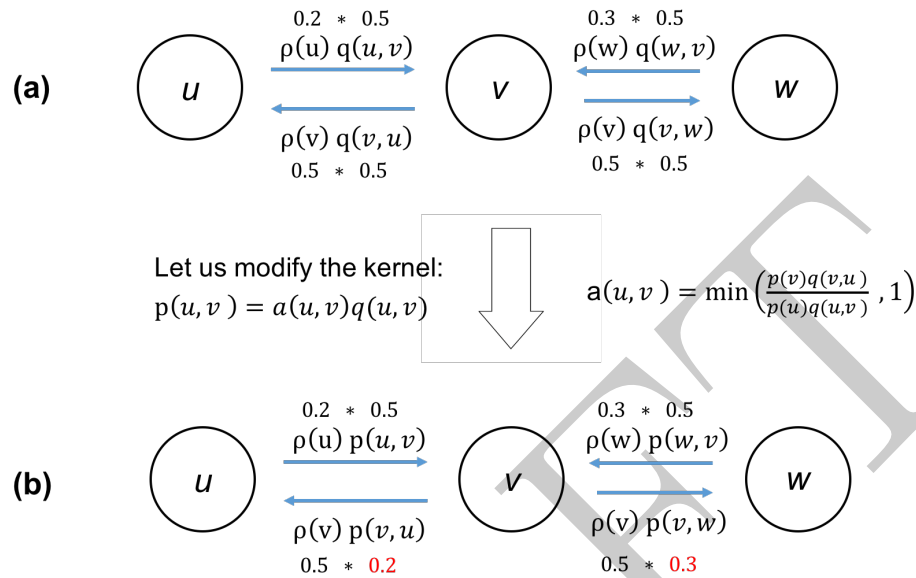 0.2 * 0.5
0.3 * 0.5
ρ(u) q(u, v)
ρ(w) q(w, v)
(a)
u
v
w
ρ(v) q(v, u)
ρ(v) q(v, w)
0.5 * 0.5
0.5 * 0.5
Let us modify the kernel:
p(u, v) = a(u, v)q(u, v)
a(u, v) = min(p(v)q(v,u)/p(u)q(u,v), 1)
0.2 * 0.5
0.3 * 0.5
ρ(u) p(u, v)
ρ(w) p(w, v)
(b)
u
v
w
ρ(v) p(v, u)
ρ(v) p(v, w)
0.5 * 0.2
0.5 * 0.3
FT